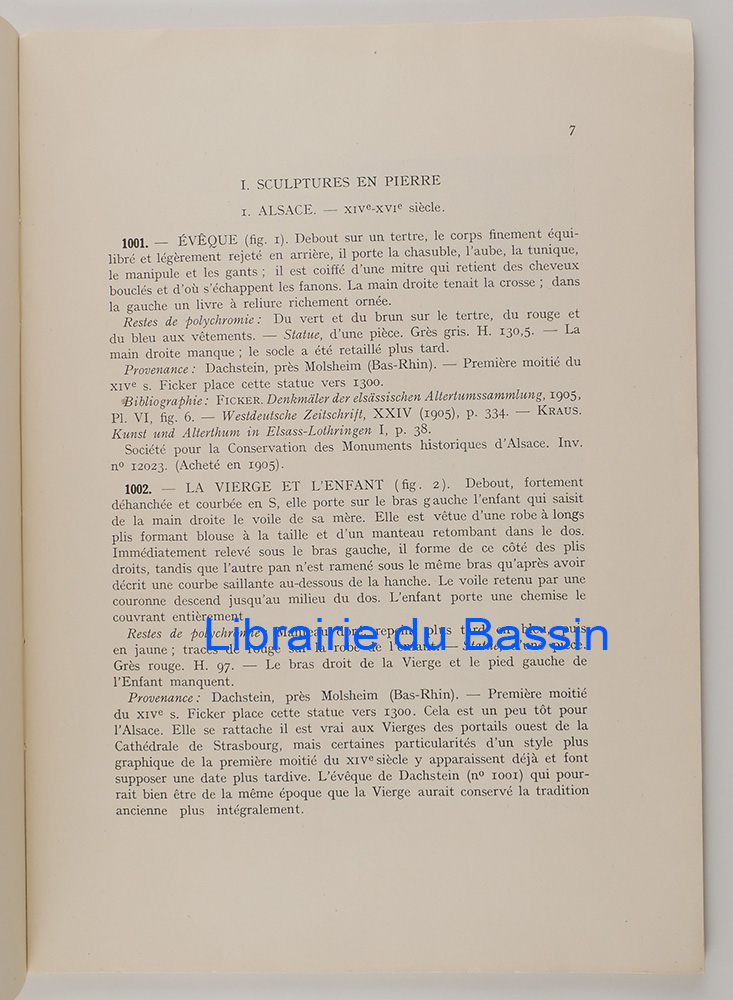 7
I. SCULPTURES EN PIERRE
1. ALSACE. — XIVe-XVIe siècle.
1001. — ÉVÊQUE (fig. 1). Debout sur un tertre, le corps finement équi-
libré et légèrement rejeté en arrière, il porte la chasuble, l'aube, la tunique,
le manipule et les gants ; il est coiffé d'une mitre qui retient des cheveux
bouclés et d'où s'échappent les fanons. La main droite tenait la crosse ; dans
la gauche un livre à reliure richement ornée.
Restes de polychromie : Du vert et du brun sur le tertre, du rouge et
du bleu aux vêtements. — Statue, d'une pièce. Grès gris. H. 130,5. — La
main droite manque ; le socle a été retaillé plus tard.
Provenance : Dachstein, près Molsheim (Bas-Rhin). — Première moitié du
XIVe s. Ficker place cette statue vers 1300.
Bibliographie : FICKER. Denkmäler der elsässischen Altertumssammlung, 1905,
Pl. VI, fig. 6. — Westdeutsche Zeitschrift, XXIV (1905), p. 334. — KRAUS.
Kunst und Alterthum in Elsass-Lothringen I, p. 38.
Société pour la Conservation des Monuments historiques d'Alsace. Inv.
no 12023. (Acheté en 1905).
1002. — LA VIERGE ET L'ENFANT (fig. 2). Debout, fortement
déhanchée et courbée en S, elle porte sur le bras gauche l'enfant qui saisit
de la main droite le voile de sa mère. Elle est vêtue d'une robe à longs
plis formant blouse à la taille et d'un manteau retombant dans le dos.
Immédiatement relevé sous le bras gauche, il forme de ce côté des plis
droits, tandis que l'autre pan n'est ramené sous le même bras qu'après avoir
décrit une courbe saillante au-dessous de la hanche. Le voile retenu par une
couronne descend jusqu'au milieu du dos. L'enfant porte une chemise le
couvrant entièrement.
Restes de polychromie : Manteau doré, repeint plus tard en bleu, puis
en jaune ; traces de rouge sur la robe de l'enfant. — Statue, d'une pièce.
Grès rouge. H. 97. — Le bras droit de la Vierge et le pied gauche de
l'Enfant manquent.
Provenance : Dachstein, près Molsheim (Bas-Rhin). — Première moitié
du XIVe s. Ficker place cette statue vers 1300. Cela est un peu tôt pour
l'Alsace. Elle se rattache il est vrai aux Vierges des portails ouest de la
Cathédrale de Strasbourg, mais certaines particularités d'un style plus
graphique de la première moitié du XIVe siècle y apparaissent déjà et font
supposer une date plus tardive. L'évêque de Dachstein (no 1001) qui pour-
rait bien être de la même époque que la Vierge aurait conservé la tradition
ancienne plus intégralement.
Librairie du Bassin